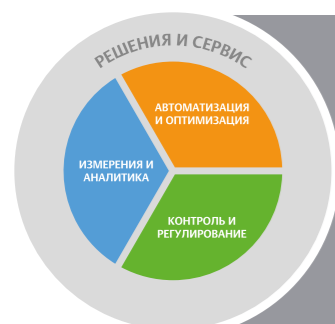 РЕШЕНИЯ И СЕРВИС
АВТОМАТИЗАЦИЯ
И ОПТИМИЗАЦИЯ
ИЗМЕРЕНИЯ И
АНАЛИТИКА
КОНТРОЛЬ И
РЕГУЛИРОВАНИЕ